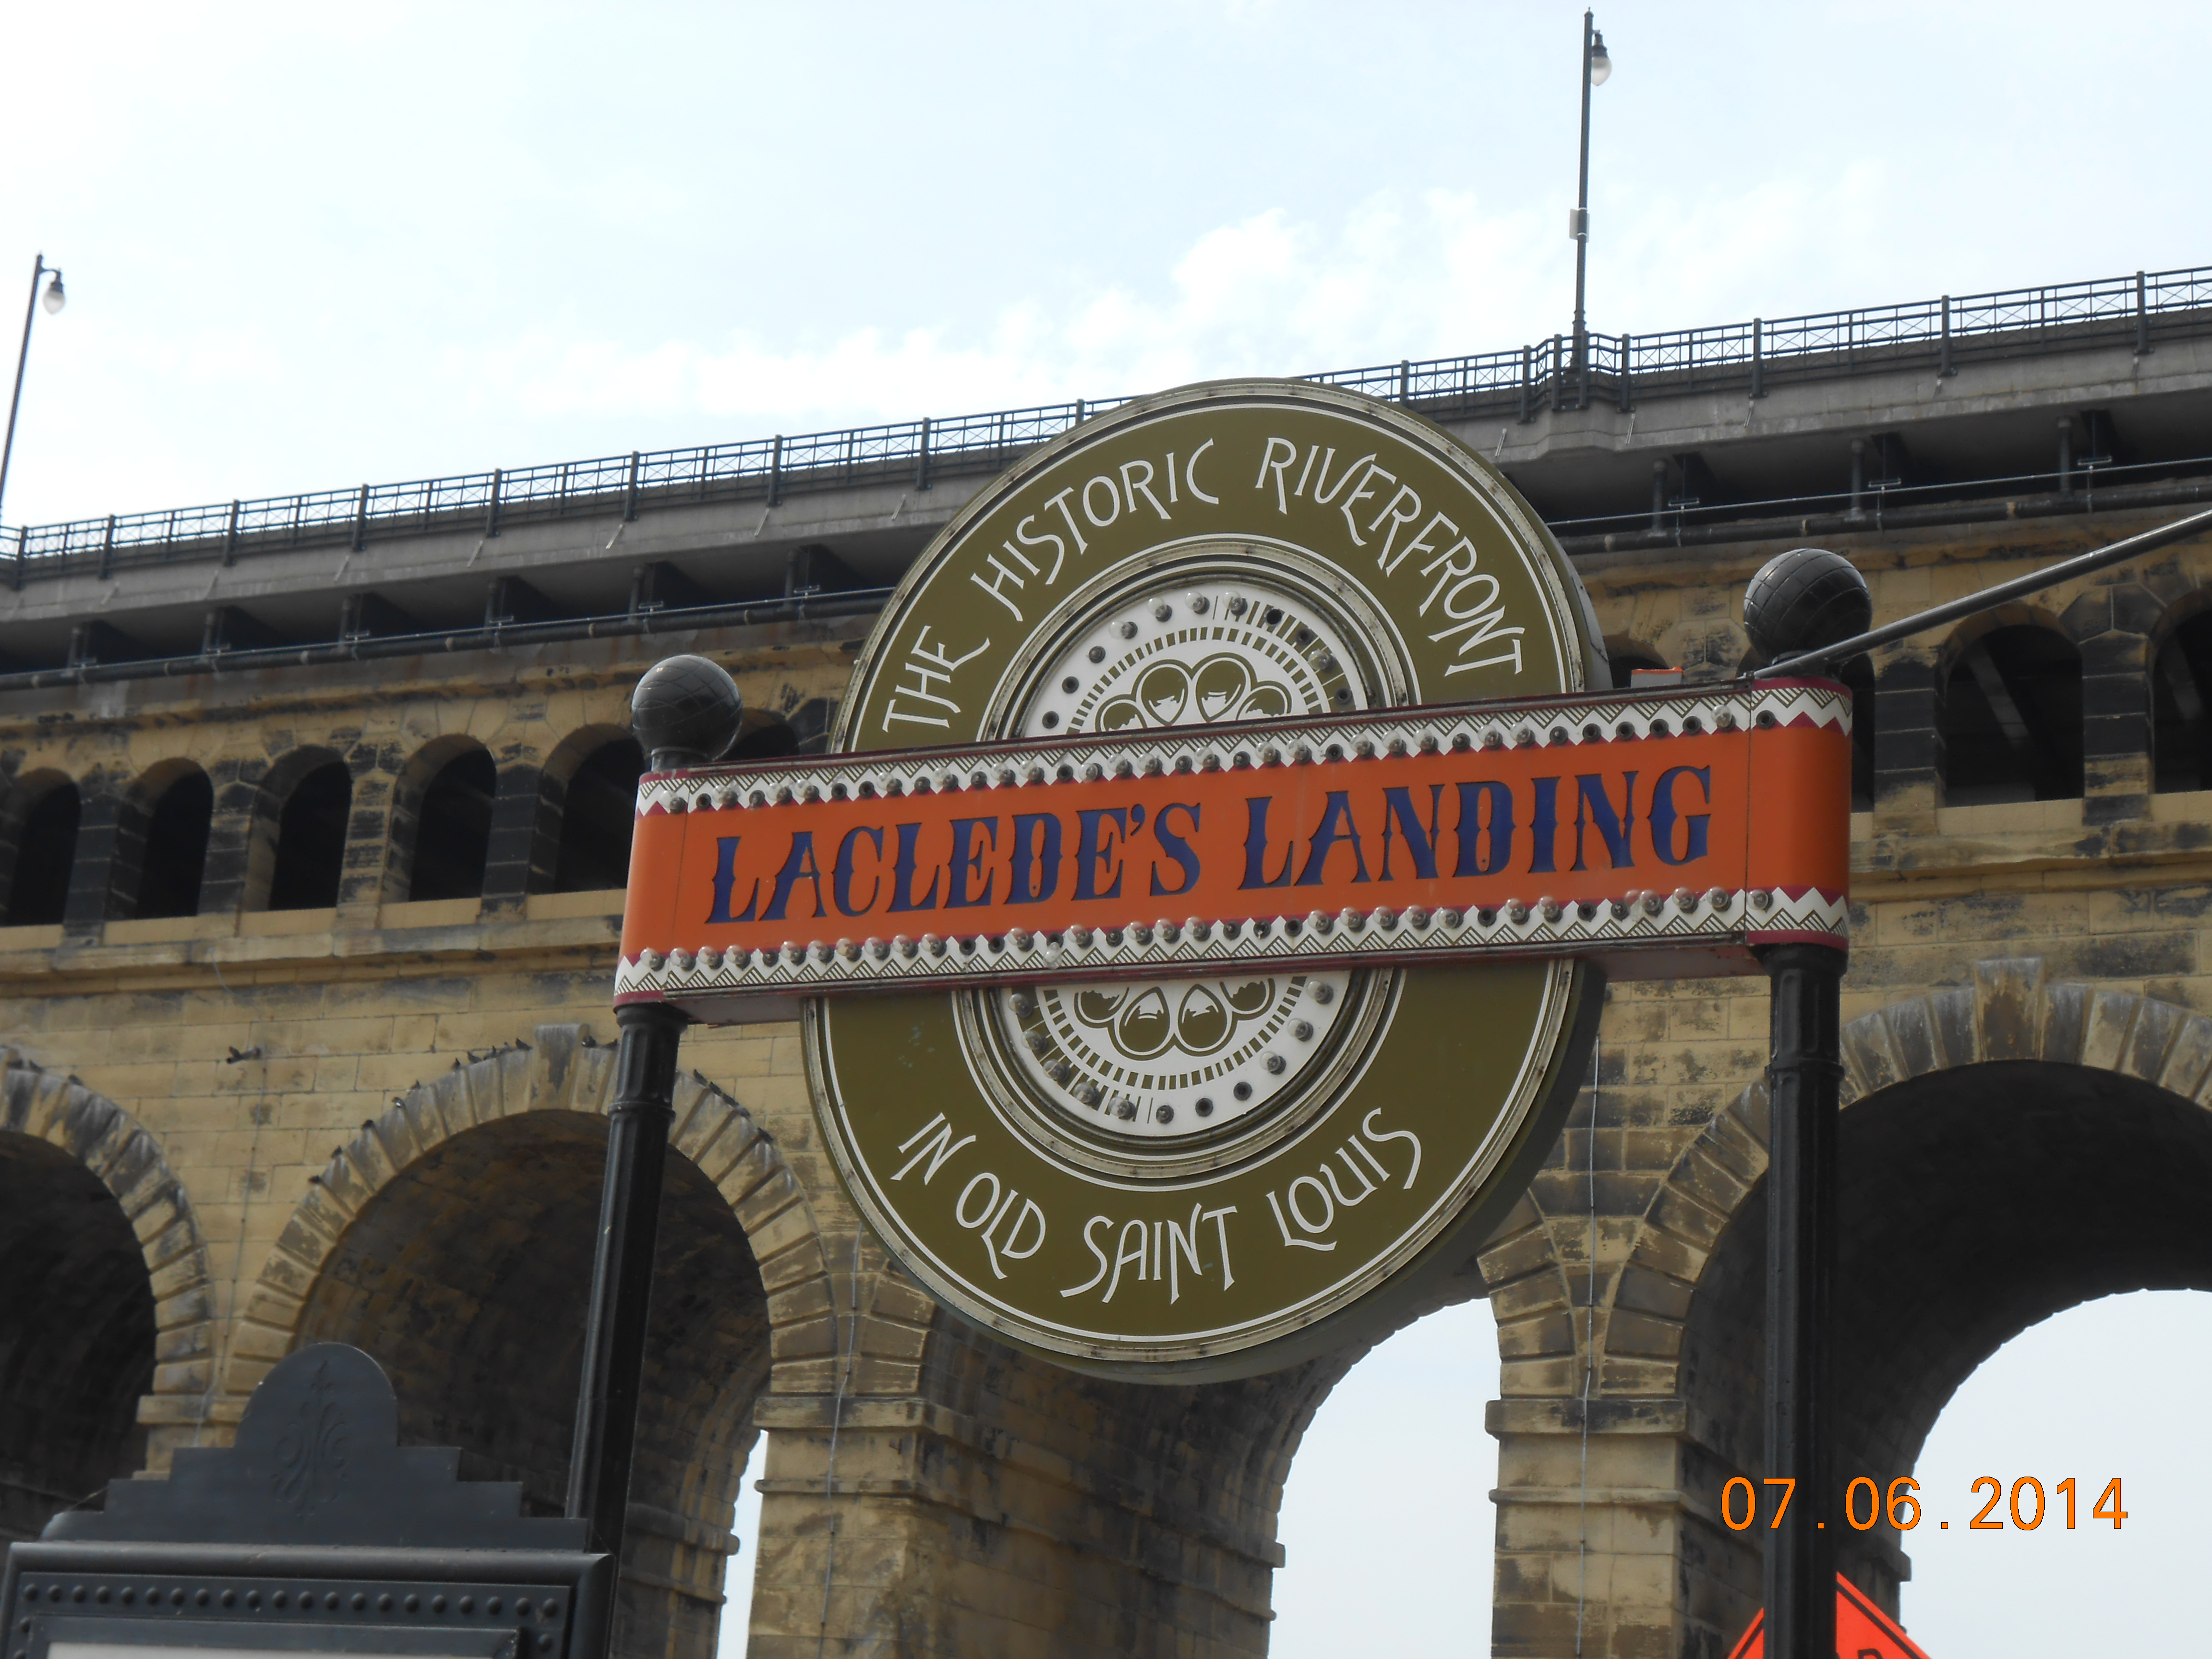 THE HISTORIC RIVERFRONT
LACLEDE'S LANDING
IN OLD SAINT LOUIS
07.06.2014